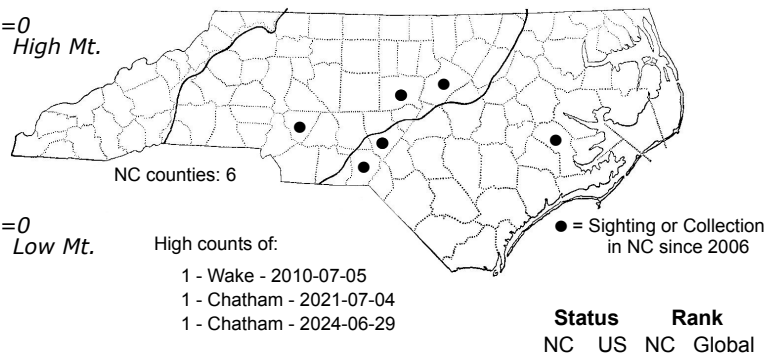 =0
High Mt.
NC counties: 6
=0
Low Mt.
High counts of:
1 - Wake - 2010-07-05
1 - Chatham - 2021-07-04
1 - Chatham - 2024-06-29
● = Sighting or Collection
in NC since 2006
Status Rank
NC US NC Global